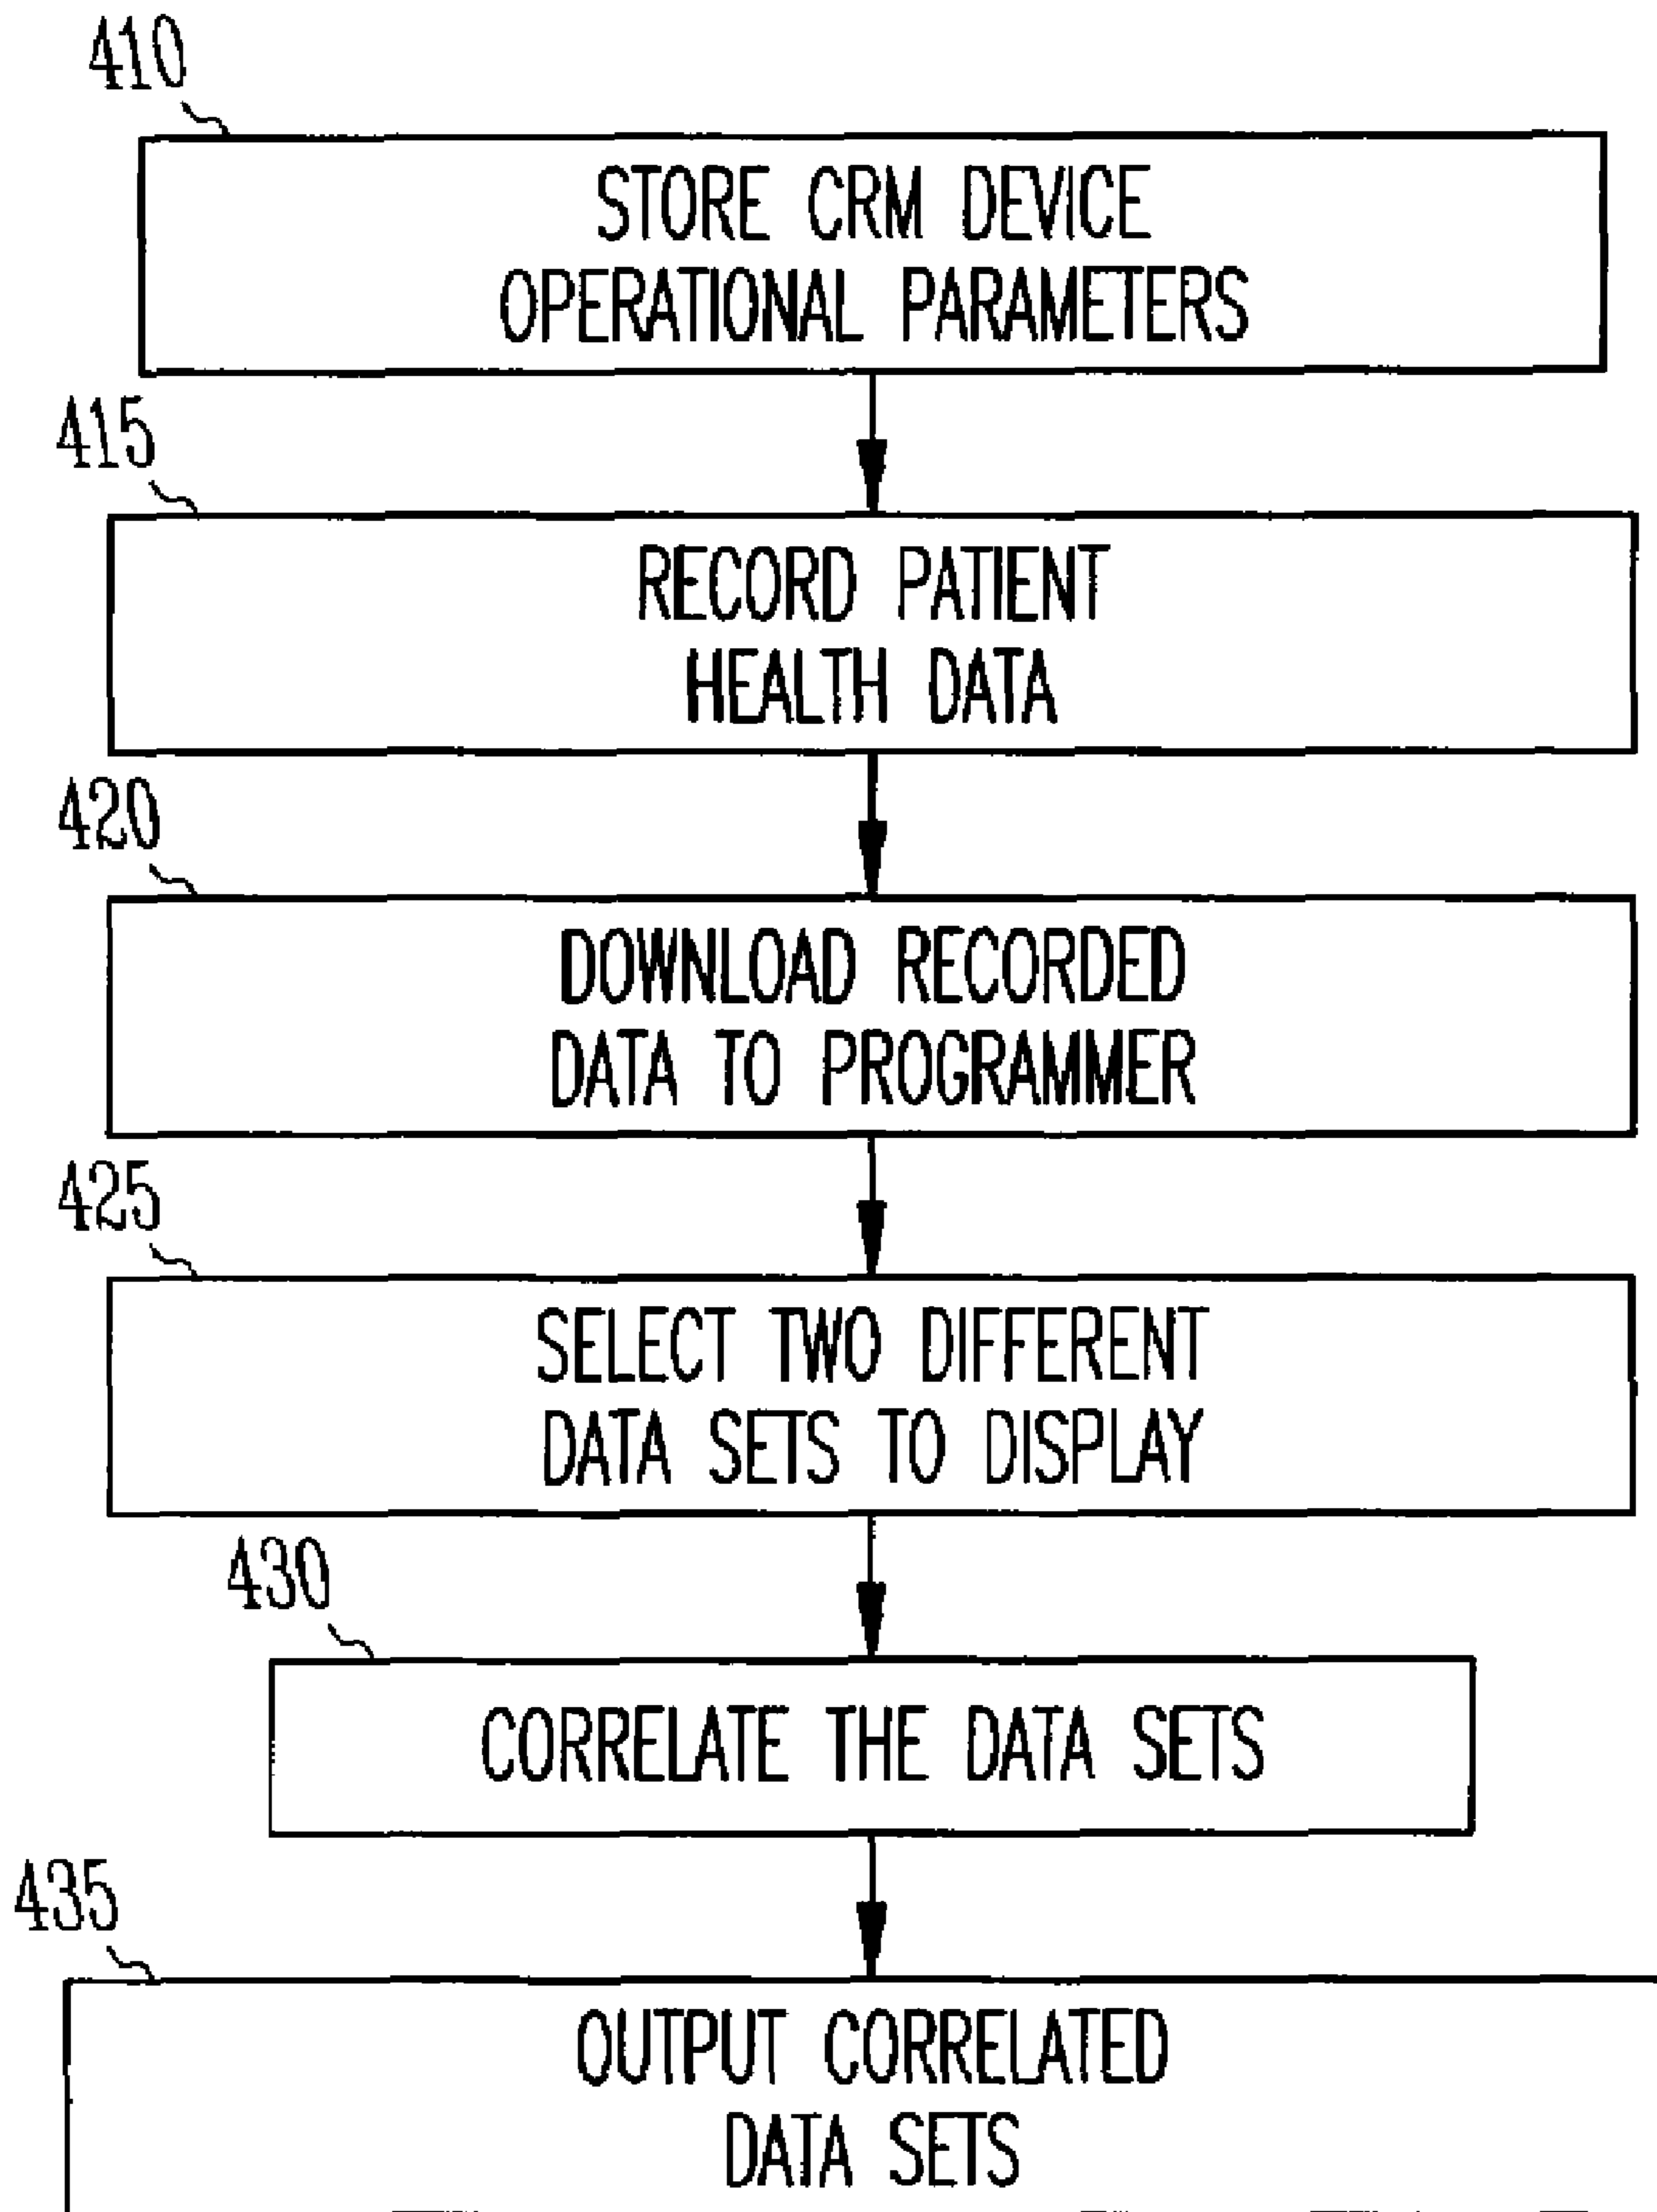 410
STORE CRM DEVICE
OPERATIONAL PARAMETERS
415
RECORD PATIENT
HEALTH DATA
420
DOWNLOAD RECORDED
DATA TO PROGRAMMER
425
SELECT TWO DIFFERENT
DATA SETS TO DISPLAY
430
CORRELATE THE DATA SETS
435
OUTPUT CORRELATED
DATA SETS